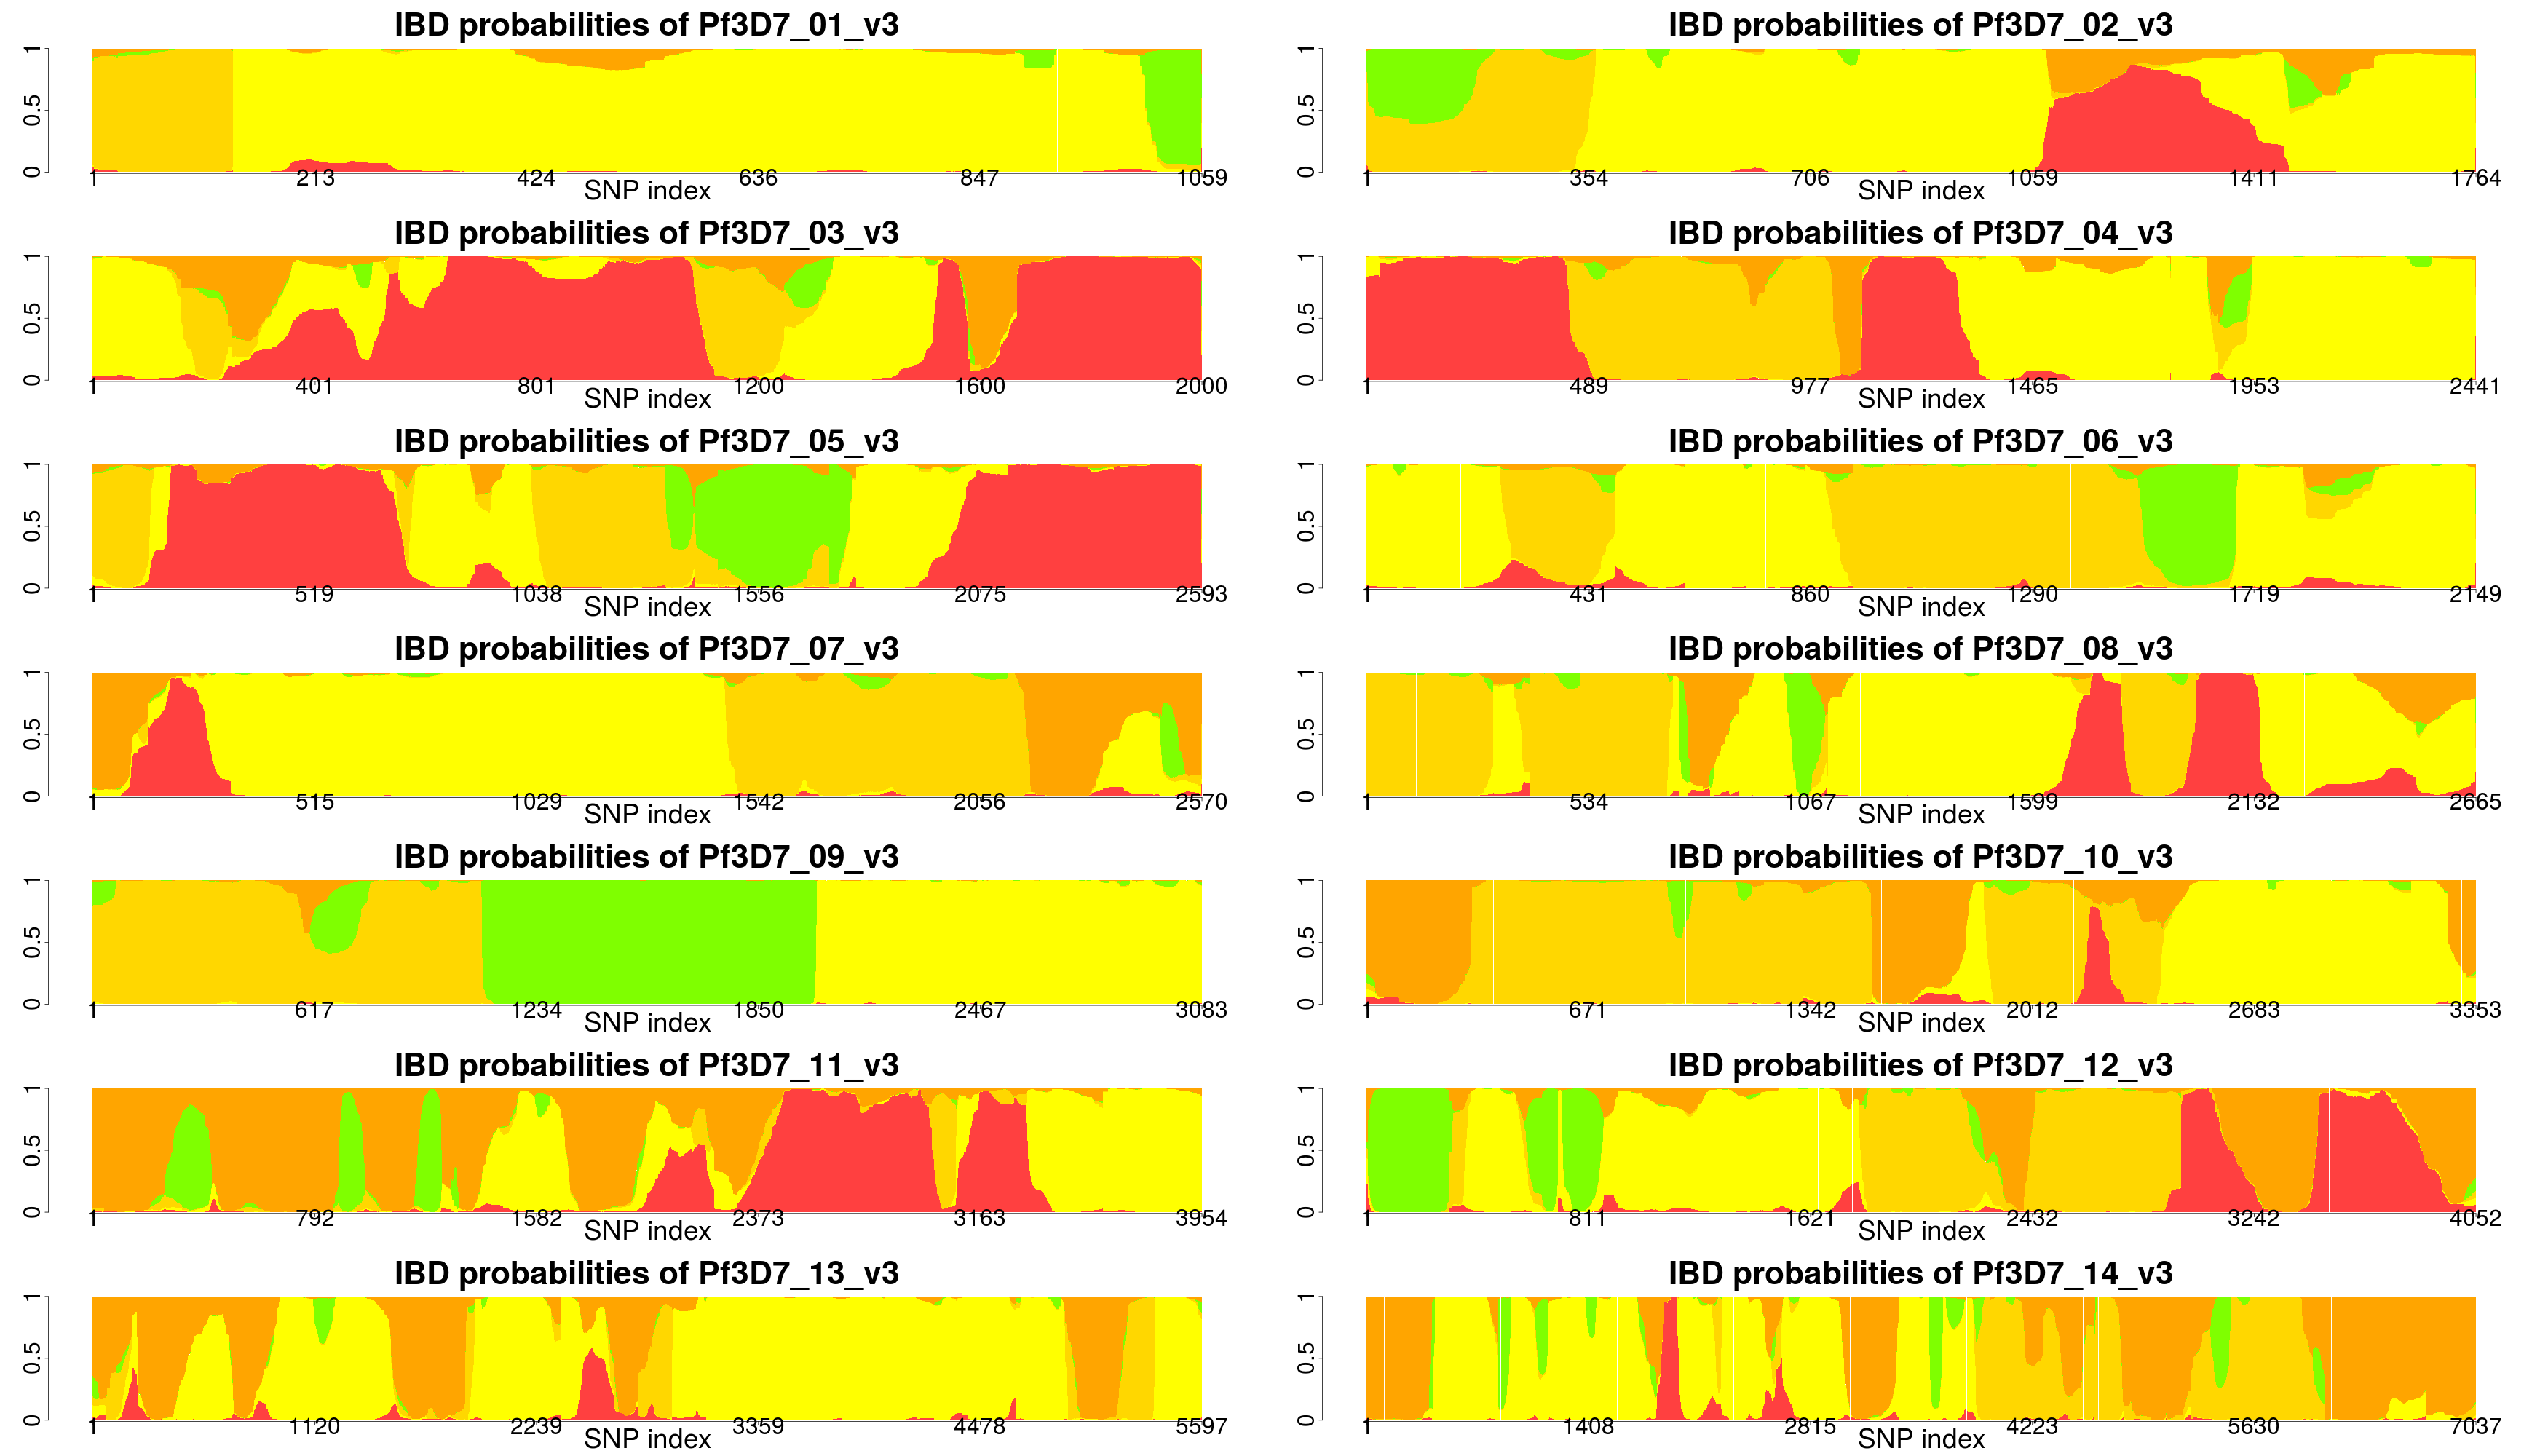 IBD probabilities of Pf3D7_01_v3
0 0.5 1
1 213 424 636 847 1059
SNP index
IBD probabilities of Pf3D7_02_v3
0 0.5 1
1 354 706 1059 1411 1764
SNP index
IBD probabilities of Pf3D7_03_v3
0 0.5 1
1 401 801 1200 1600 2000
SNP index
IBD probabilities of Pf3D7_04_v3
0 0.5 1
1 489 977 1465 1953 2441
SNP index
IBD probabilities of Pf3D7_05_v3
0 0.5 1
1 519 1038 1556 2075 2593
SNP index
IBD probabilities of Pf3D7_06_v3
0 0.5 1
1 431 860 1290 1719 2149
SNP index
IBD probabilities of Pf3D7_07_v3
0 0.5 1
1 515 1029 1542 2056 2570
SNP index
IBD probabilities of Pf3D7_08_v3
0 0.5 1
1 534 1067 1599 2132 2665
SNP index
IBD probabilities of Pf3D7_09_v3
0 0.5 1
1 617 1234 1850 2467 3083
SNP index
IBD probabilities of Pf3D7_10_v3
0 0.5 1
1 671 1342 2012 2683 3353
SNP index
IBD probabilities of Pf3D7_11_v3
0 0.5 1
1 792 1582 2373 3163 3954
SNP index
IBD probabilities of Pf3D7_12_v3
0 0.5 1
1 811 1621 2432 3242 4052
SNP index
IBD probabilities of Pf3D7_13_v3
0 0.5 1
1 1120 2239 3359 4478 5597
SNP index
IBD probabilities of Pf3D7_14_v3
0 0.5 1
1 1408 2815 4223 5630 7037
SNP index